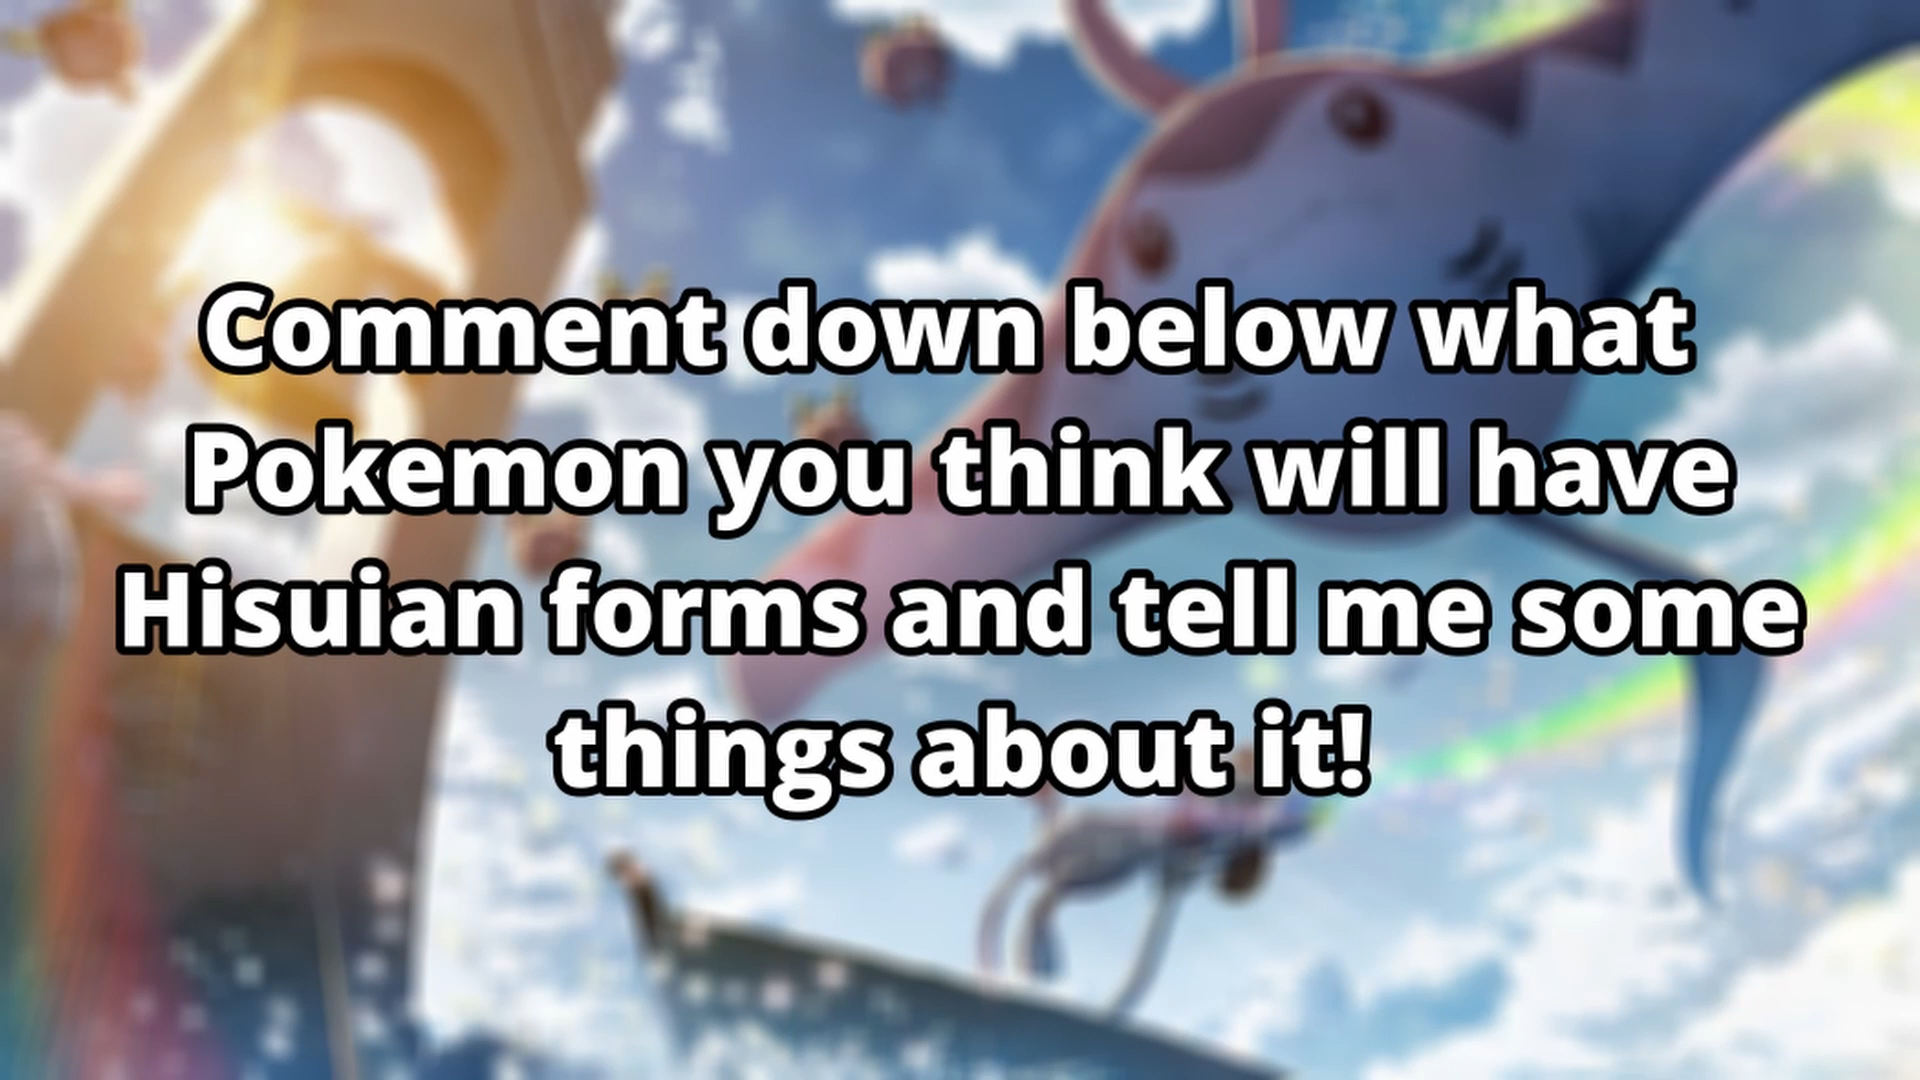 Comment down below what
Pokemon you think will have
Hisuian forms and tell me some
things about it!